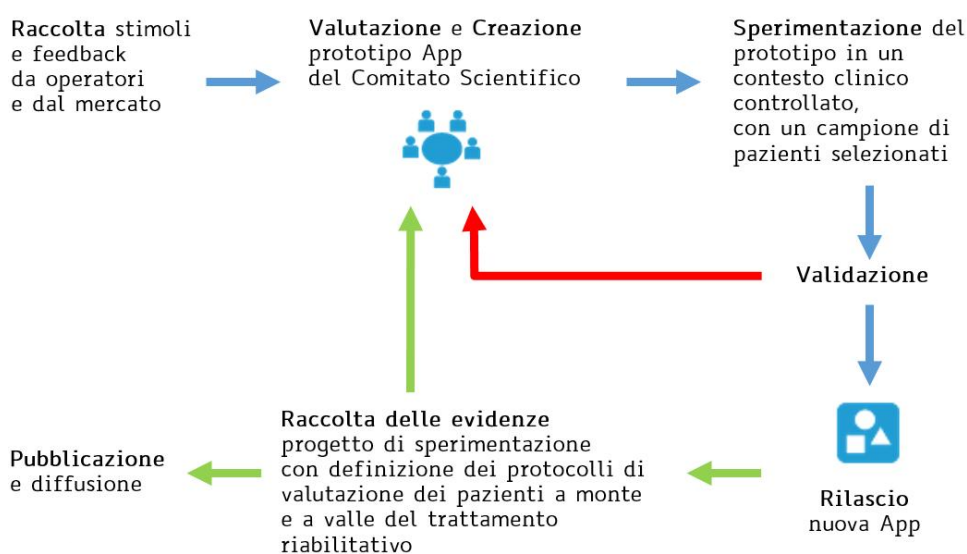 Raccolta stimoli
e feedback
da operatori
e dal mercato
Valutazione e Creazione
prototipo App
del Comitato Scientifico
Sperimentazione del
prototipo in un
contesto clinico
controllato,
con un campione di
pazienti selezionati
Validazione
Rilascio
nuova App
Raccolta delle evidenze
progetto di sperimentazione
con definizione dei protocolli di
valutazione dei pazienti a monte
e a valle del trattamento
riabilitativo
Pubblicazione
e diffusione